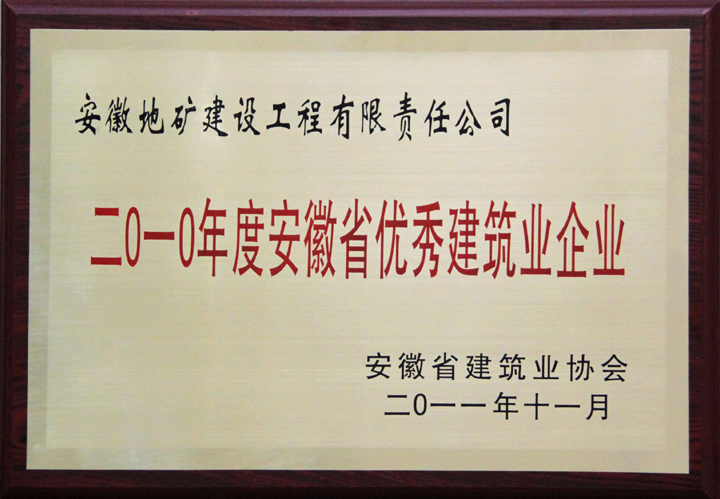 安徽地矿建设工程有限责任公司
二0一0年度安徽省优秀建筑业企业
安徽省建筑业协会
二0一一年十一月